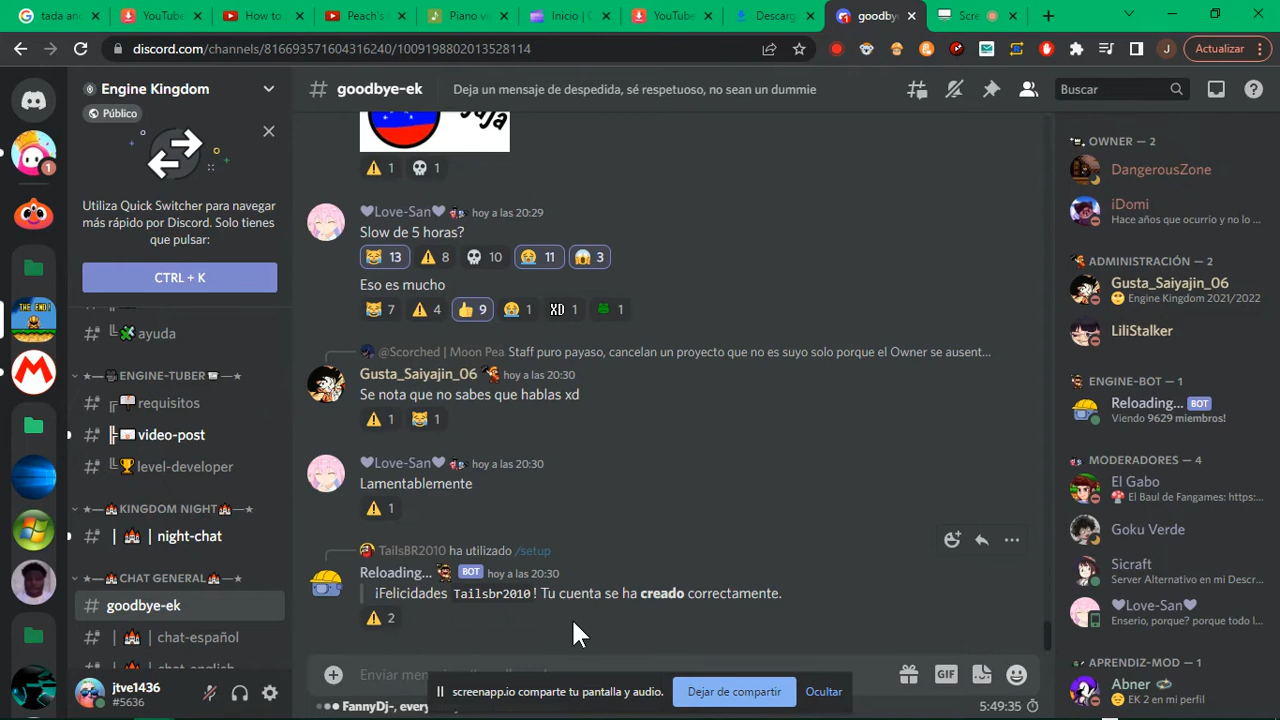 tada and
YouTube
How to
Peach's
Piano vi
Inicio | C
YouTube
Descarg
goodbye
Scre
discord.com/channels/816693571604316240/1009198802013528114
J
Actualizar
Engine Kingdom
Público
# goodbye-ek
Deja un mensaje de despedida, sé respetuoso, no sean un dummie
Buscar
Utiliza Quick Switcher para navegar
más rápido por Discord. Solo tienes
que pulsar:
CTRL + K
1
THE END!
# ayuda
ENGINE-TUBER
# requisitos
# video-post
# level-developer
KINGDOM NIGHT
# | | night-chat
CHAT GENERAL
# goodbye-ek
# | | chat-español
# | | chat-english
jtve1436
#5636
jaja
1 1
Love-San hoy a las 20:29
Slow de 5 horas?
13 8 10 11 3
Eso es mucho
7 4 9 1 XD 1 1
@Scorched | Moon Pea Staff puro payaso, cancelan un proyecto que no es suyo solo porque el Owner se ausent...
Gusta_Saiyajin_06 hoy a las 20:30
Se nota que no sabes que hablas xd
1 1
Love-San hoy a las 20:30
Lamentablemente
1
TailsBR2010 ha utilizado /setup
Reloading... BOT hoy a las 20:30
¡Felicidades Tailsbr2010! Tu cuenta se ha creado correctamente.
2
Enviar men
GIF
screenapp.io comparte tu pantalla y audio.
Dejar de compartir
Ocultar
FannyDj-, every
5:49:35
OWNER — 2
DangerousZone
iDomi
Hace años que ocurrio y no lo ...
ADMINISTRACIÓN — 2
Gusta_Saiyajin_06
Engine Kingdom 2021/2022
LiliStalker
ENGINE-BOT — 1
Reloading... BOT
Viendo 9629 miembros!
MODERADORES — 4
El Gabo
El Baul de Fangames: https:...
Goku Verde
Sicraft
Server Alternativo en mi Descr...
Love-San
Enserio, porque? porque todo l...
APRENDIZ-MOD — 1
Abner
EK 2 en mi perfil